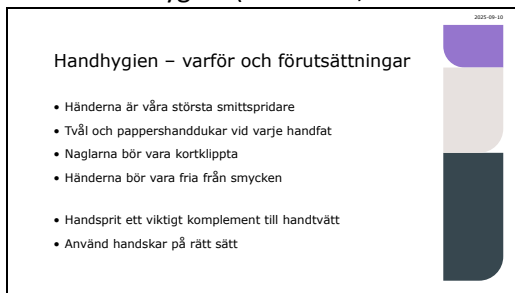 2025-09-10
Handhygien – varför och förutsättningar
• Händerna är våra största smittspridare
• Tvål och pappershanddukar vid varje handfat
• Naglarna bör vara kortklippta
• Händerna bör vara fria från smycken
• Handsprit ett viktigt komplement till handtvätt
• Använd handskar på rätt sätt